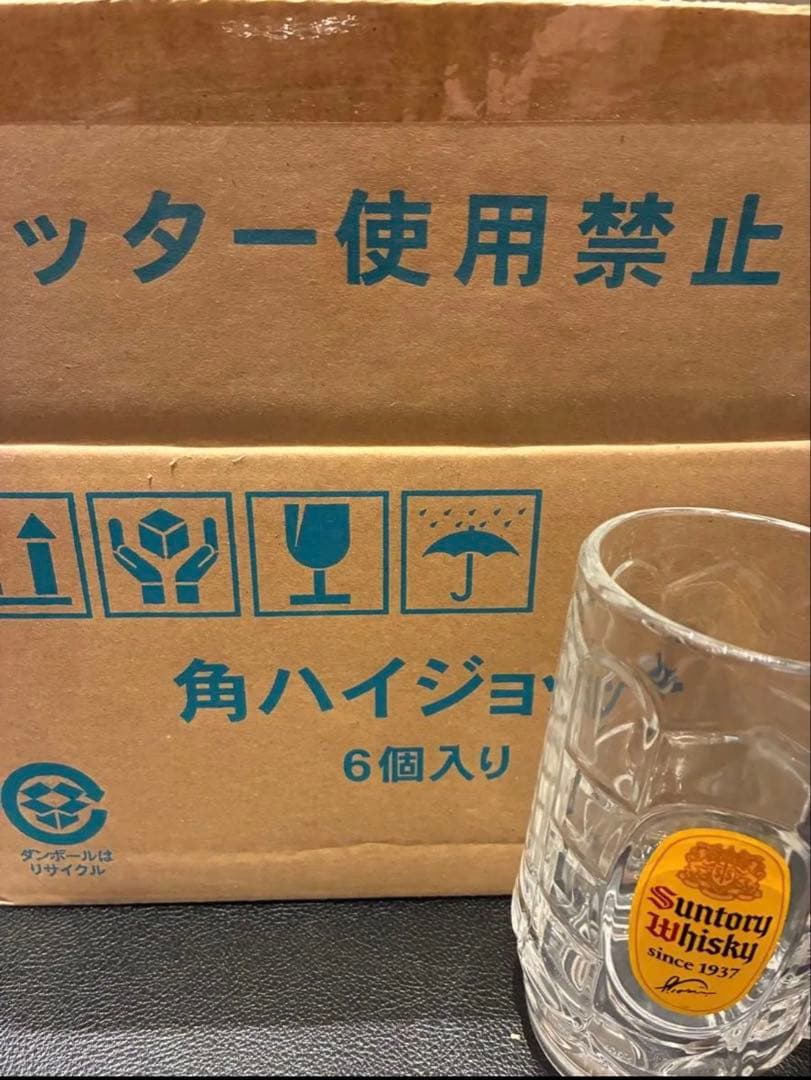 ッター使用禁止
角ハイジョッ
6個入り
ダンボールは
リサイクル
Suntory
Whisky
since 1937